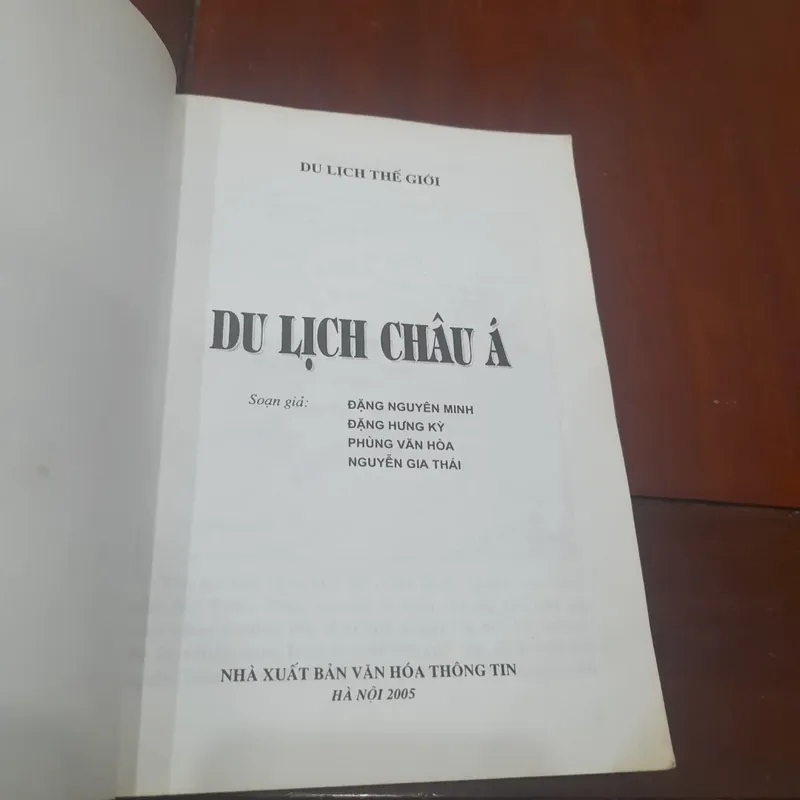 DU LỊCH THẾ GIỚI
DU LỊCH CHÂU Á
Soạn giả: ĐẶNG NGUYÊN MINH
ĐẶNG HƯNG KỲ
PHÙNG VĂN HÒA
NGUYỄN GIA THÁI
NHÀ XUẤT BẢN VĂN HÓA THÔNG TIN
HÀ NỘI 2005